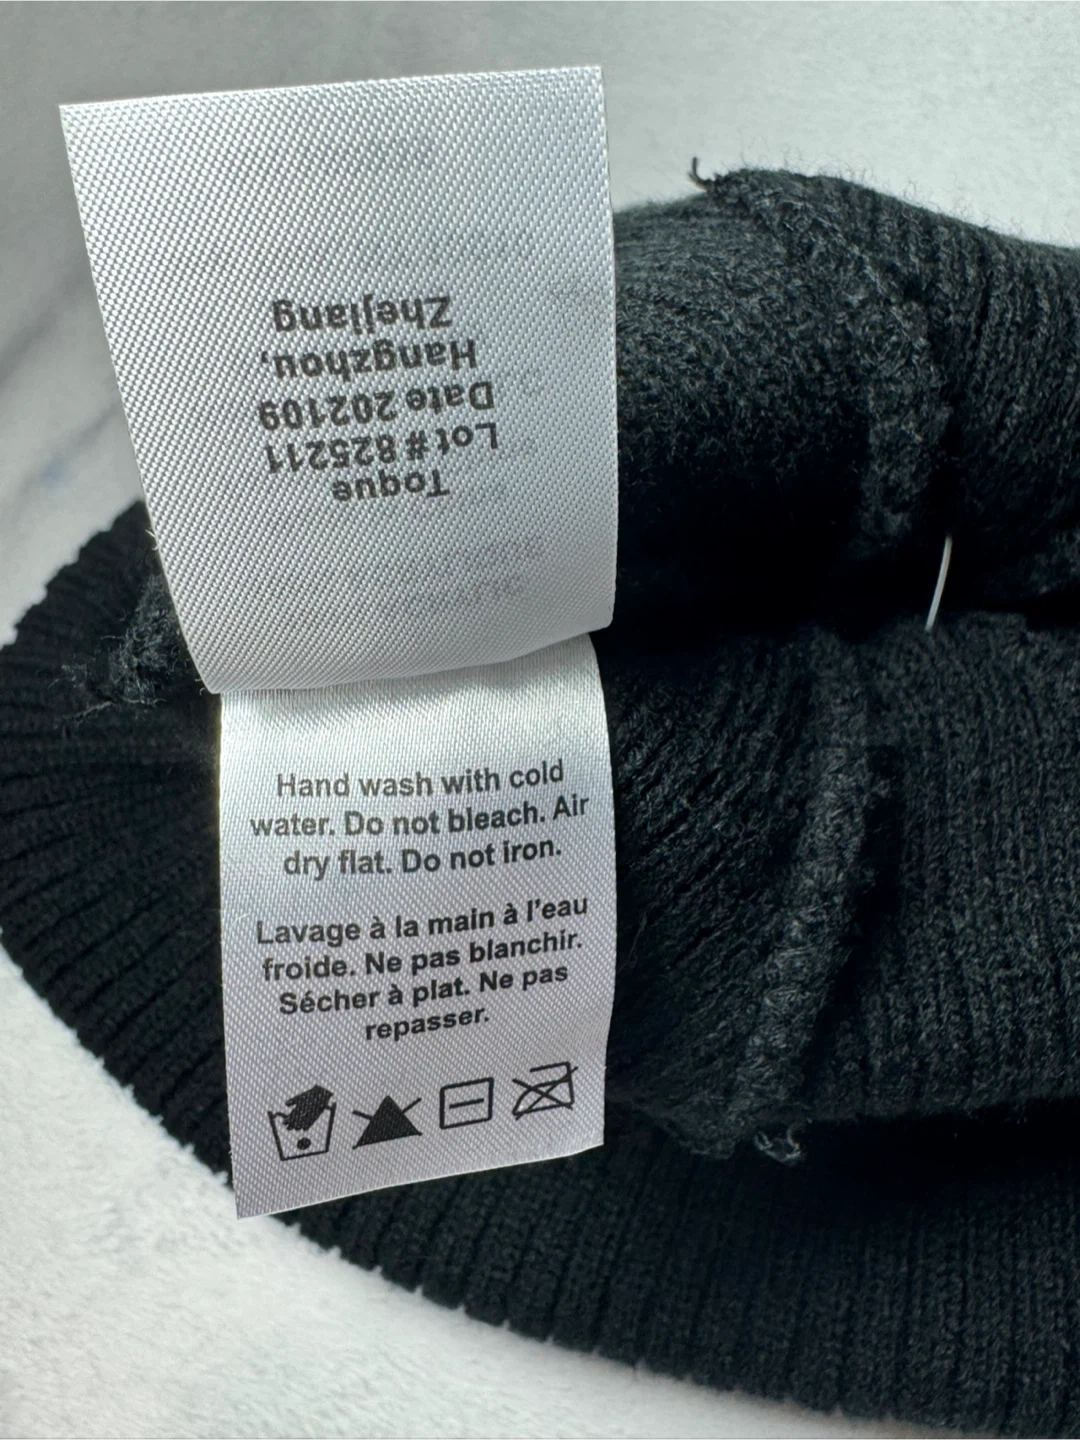 Toque
Lot # 825211
Date 202109
Hangzhou,
Zhejiang
Hand wash with cold
water. Do not bleach. Air
dry flat. Do not iron.
Lavage à la main à l'eau
froide. Ne pas blanchir.
Sécher à plat. Ne pas
repasser.